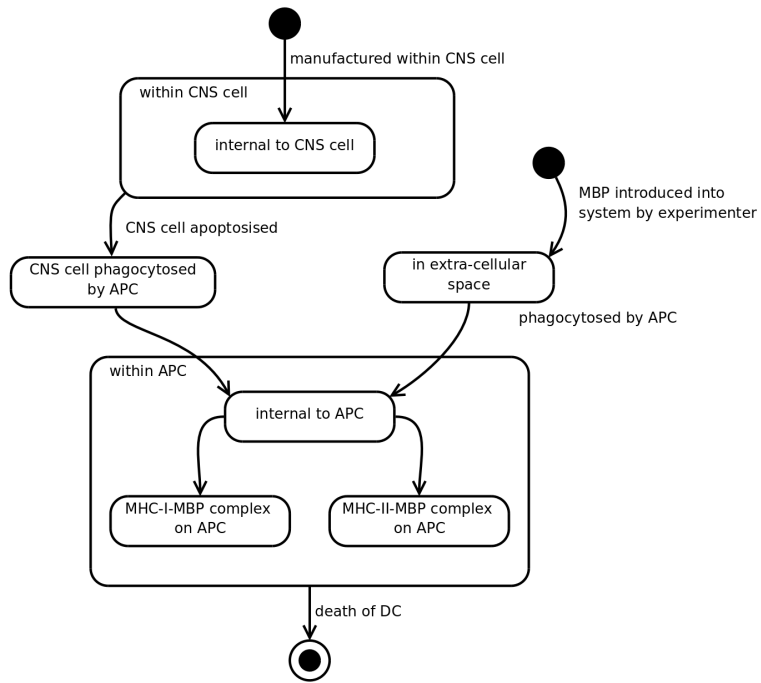 manufactured within CNS cell
within CNS cell
internal to CNS cell
MBP introduced into
system by experimenter
CNS cell apoptosised
CNS cell phagocytosed
by APC
in extra-cellular
space
phagocytosed by APC
within APC
internal to APC
MHC-I-MBP complex
on APC
MHC-II-MBP complex
on APC
death of DC